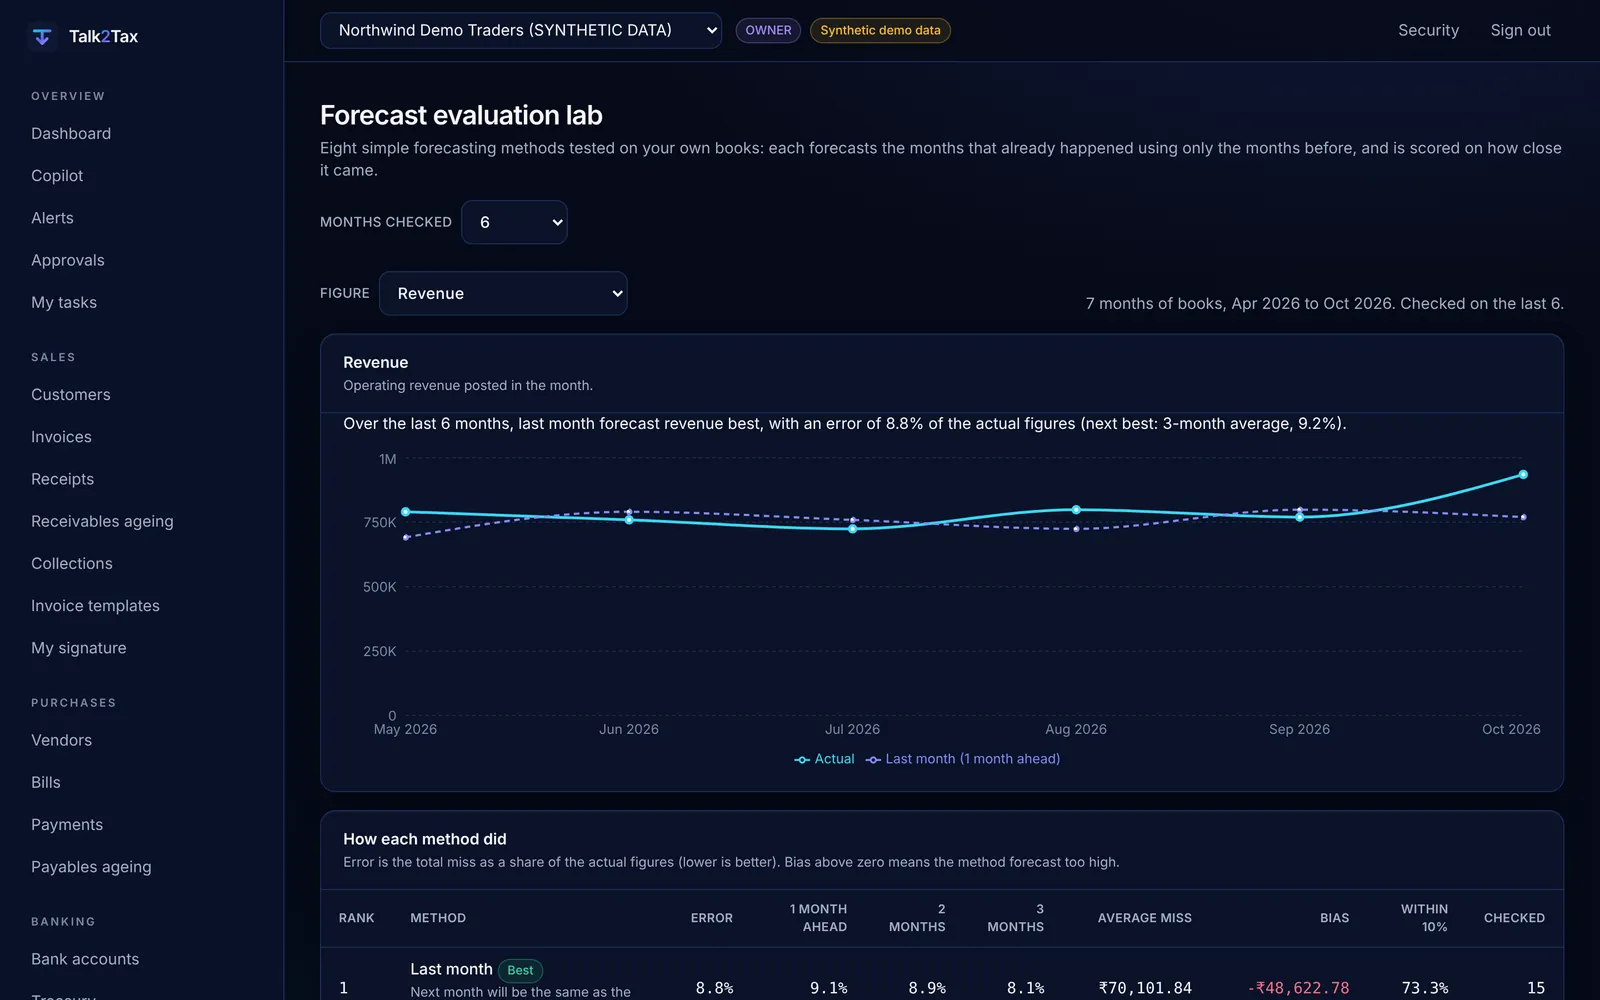 Talk2Tax
Northwind Demo Traders (SYNTHETIC DATA)
OWNER
Synthetic demo data
Security
Sign out
OVERVIEW
Dashboard
Copilot
Alerts
Approvals
My tasks
SALES
Customers
Invoices
Receipts
Receivables ageing
Collections
Invoice templates
My signature
PURCHASES
Vendors
Bills
Payments
Payables ageing
BANKING
Bank accounts
Treasury
Forecast evaluation lab
Eight simple forecasting methods tested on your own books: each forecasts the months that already happened using only the months before, and is scored on how close
it came.
MONTHS CHECKED 6
FIGURE Revenue
7 months of books, Apr 2026 to Oct 2026. Checked on the last 6.
Revenue
Operating revenue posted in the month.
Over the last 6 months, last month forecast revenue best, with an error of 8.8% of the actual figures (next best: 3-month average, 9.2%).
1M
750K
500K
250K
0
May 2026 Jun 2026 Jul 2026 Aug 2026 Sep 2026 Oct 2026
Actual Last month (1 month ahead)
How each method did
Error is the total miss as a share of the actual figures (lower is better). Bias above zero means the method forecast too high.
RANK METHOD ERROR 1 MONTH AHEAD 2 MONTHS 3 MONTHS AVERAGE MISS BIAS WITHIN 10% CHECKED
1 Last month Best 8.8% 9.1% 8.9% 8.1% ₹70,101.84 -₹48,622.78 73.3% 15
Next month will be the same as the